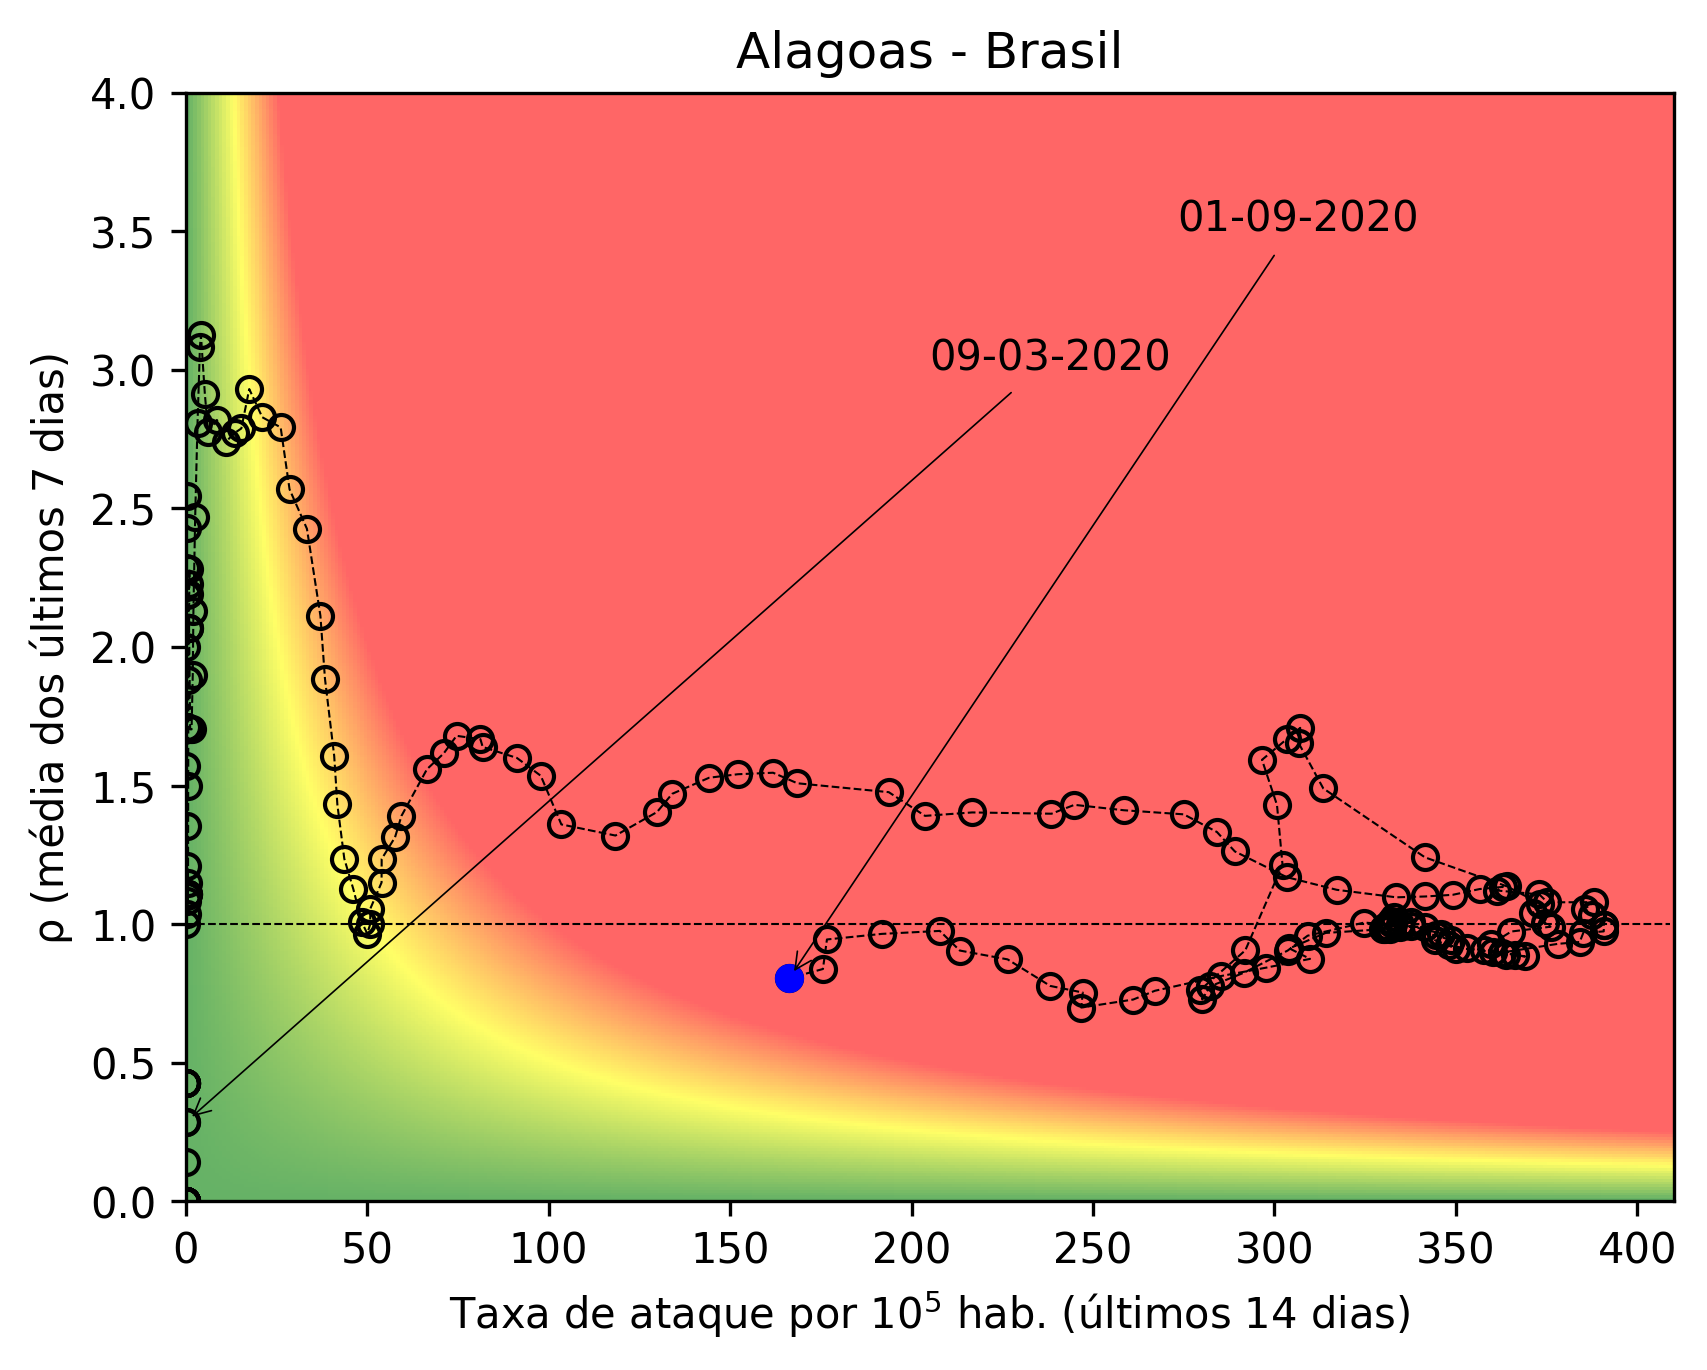 Alagoas - Brasil
4.0
3.5
3.0
2.5
2.0
1.5
1.0
0.5
0.0
ρ (média dos últimos 7 dias)
01-09-2020
09-03-2020
0 50 100 150 200 250 300 350 400
Taxa de ataque por 10⁵ hab. (últimos 14 dias)